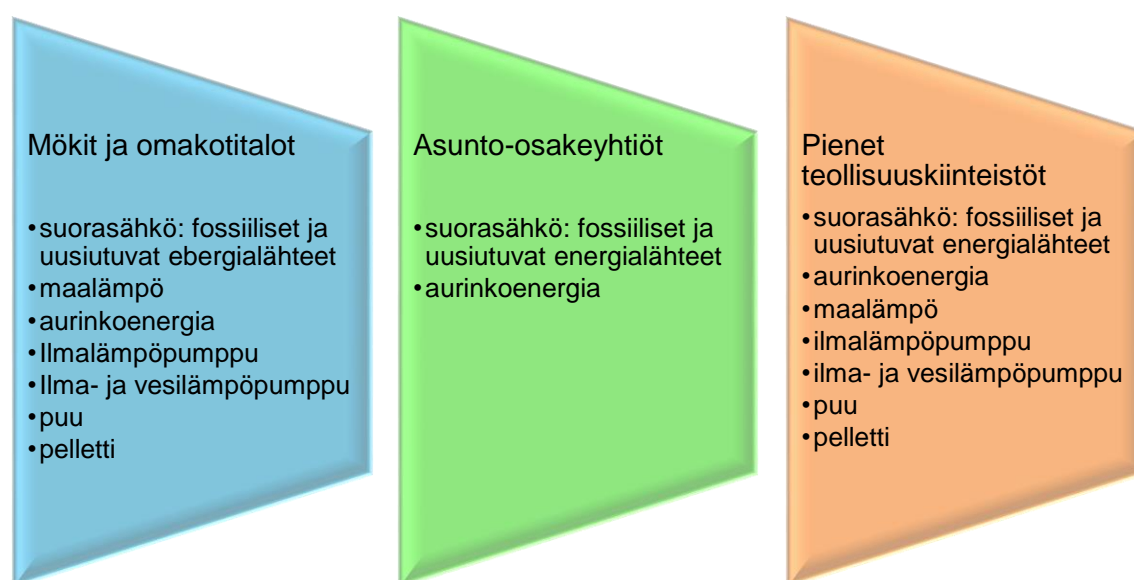 Mökit ja omakotitalot
•suorasähkö: fossiiliset ja
uusiutuvat ebergialähteet
•maalämpö
•aurinkoenergia
•Ilmalämpöpumppu
•Ilma- ja vesilämpöpumppu
•puu
•pelletti
Asunto-osakeyhtiöt
•suorasähkö: fossiiliset ja
uusiutuvat energialähteet
•aurinkoenergia
Pienet
teollisuuskiinteistöt
•suorasähkö: fossiiliset ja
uusiutuvat energialähteet
•aurinkoenergia
•maalämpö
•ilmalämpöpumppu
•ilma- ja vesilämpöpumppu
•puu
•pelletti